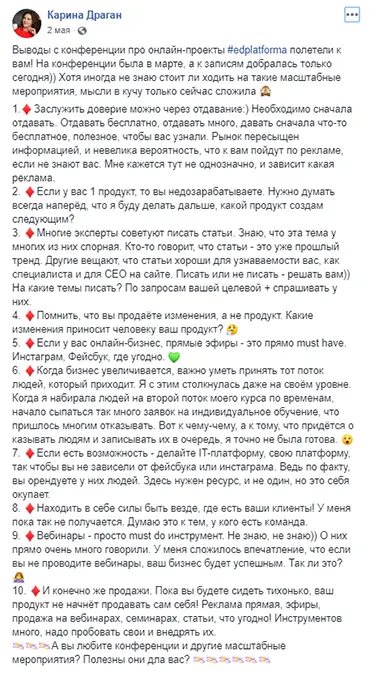 Карина Драган
2 мая ·
Выводы с конференции про онлайн-проекты #edplatforma полетели к
вам! На конференции была в марте, а к записям добралась только
сегодня)) Хотя иногда не знаю стоит ли ходить на такие масштабные
мероприятия, мысли в кучу только сейчас сложила 🙈
1. ♦️Заслужить доверие можно через отдавание:) Необходимо сначала
отдавать. Отдавать бесплатно, отдавать много, давать сначала что-то
бесплатное, полезное, чтобы вас узнали. Рынок пересыщен
информацией, и невелика вероятность, что к вам пойдут по рекламе,
если не знают вас. Мне кажется тут не однозначно, и зависит какая
реклама.
2. ♦️Если у вас 1 продукт, то вы недозарабатываете. Нужно думать
всегда наперёд, что я буду делать дальше, какой продукт создам
следующим?
3. ♦️Многие эксперты советуют писать статьи. Знаю, что эта тема у
многих из них спорная. Кто-то говорит, что статьи - это уже прошлый
тренд. Другие вещают, что статьи хороши для узнаваемости вас, как
специалиста и для СЕО на сайте. Писать или не писать - решать вам))
На какие темы писать? По запросам вашей целевой + спрашивать у
них.
4. ♦️Помнить, что вы продаёте изменения, а не продукт. Какие
изменения приносит человеку ваш продукт? 🤔
5. ♦️Если у вас онлайн-бизнес, прямые эфиры - это прямо must have.
Инстаграм, Фейсбук, где угодно. 💚
6. ♦️Когда бизнес увеличивается, важно уметь принять тот поток
людей, который приходит. Я с этим столкнулась даже на своём уровне.
Когда я набирала людей на второй поток моего курса по временам,
начало сыпаться так много заявок на индивидуальное обучение, что
пришлось многим отказывать. Вот к чему-чему, а к тому, что придётся о
казывать людям и записывать их в очередь, я точно не была готова. 😮
7. ♦️Если есть возможность - делайте IT-платформу, свою платформу,
так чтобы вы не зависели от фейсбука или инстаграма. Ведь по факту,
вы орендуете у них людей. Здесь нужен ресурс, и не один, но это себя
окупает.
8. ♦️Находить в себе силы быть везде, где есть ваши клиенты! У меня
пока так не получается. Думаю это к тем, у кого есть команда.
9. ♦️Вебинары - просто must do инструмент. Не знаю, не знаю)) О них
прямо очень много говорили. У меня сложилось впечатление, что если
вы не проводите вебинары, ваш бизнес будет успешным. Так ли это?
🤷‍♀️
10. ♦️И конечно же продажи. Пока вы будете сидеть тихонько, ваш
продукт не начнёт продавать сам себя! Реклама прямая, эфиры,
продажа на вебинарах, семинарах, статьи, что угодно! Инструментов
много, надо пробовать свои и внедрять их.
А вы любите конференции и другие масштабные
мероприятия? Полезны они для вас?